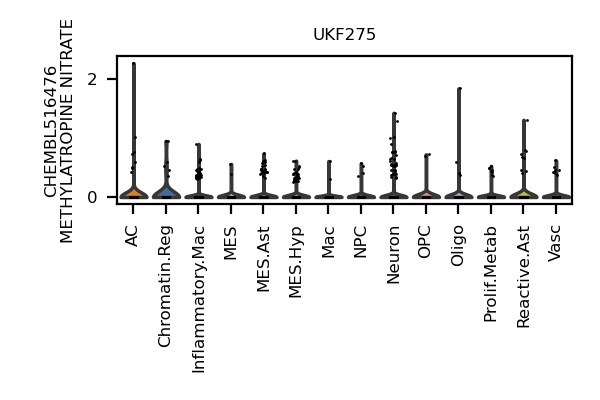 UKF275
CHEMBL516476
METHYLATROPINE NITRATE
2
0
AC
Chromatin.Reg
Inflammatory.Mac
MES
MES.Ast
MES.Hyp
Mac
NPC
Neuron
OPC
Oligo
Prolif.Metab
Reactive.Ast
Vasc